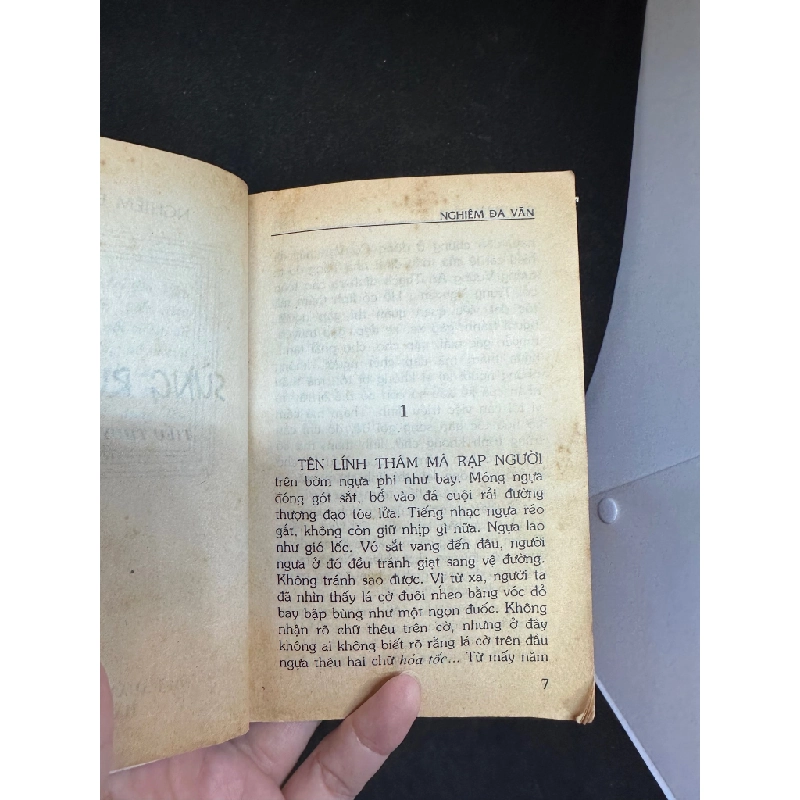 NGHIÊM ĐA VĂN
NGHIÊM
SỪNG R
1
TÊN LÍNH THÁM MÃ RẠP NGƯỜI
trên bờm ngựa phi như bay. Móng ngựa
đóng gót sắt, bổ vào đá cuội rải đường
thượng đạo tóe lửa. Tiếng nhạc ngựa réo
gắt, không còn giữ nhịp gì nữa. Ngựa lao
như gió lốc. Vó sắt vang đến đâu, người
ngựa ở đó đều tránh giạt sang vệ đường.
Không tránh sao được. Vì từ xa, người ta
đã nhìn thấy lá cờ đuôi nheo bằng vóc đỏ
bay bập bùng như một ngọn đuốc. Không
nhận rõ chữ thêu trên cờ, nhưng ở đây
không ai không biết rõ rằng lá cờ trên đầu
ngựa thêu hai chữ hỏa tốc... Từ mấy năm
7